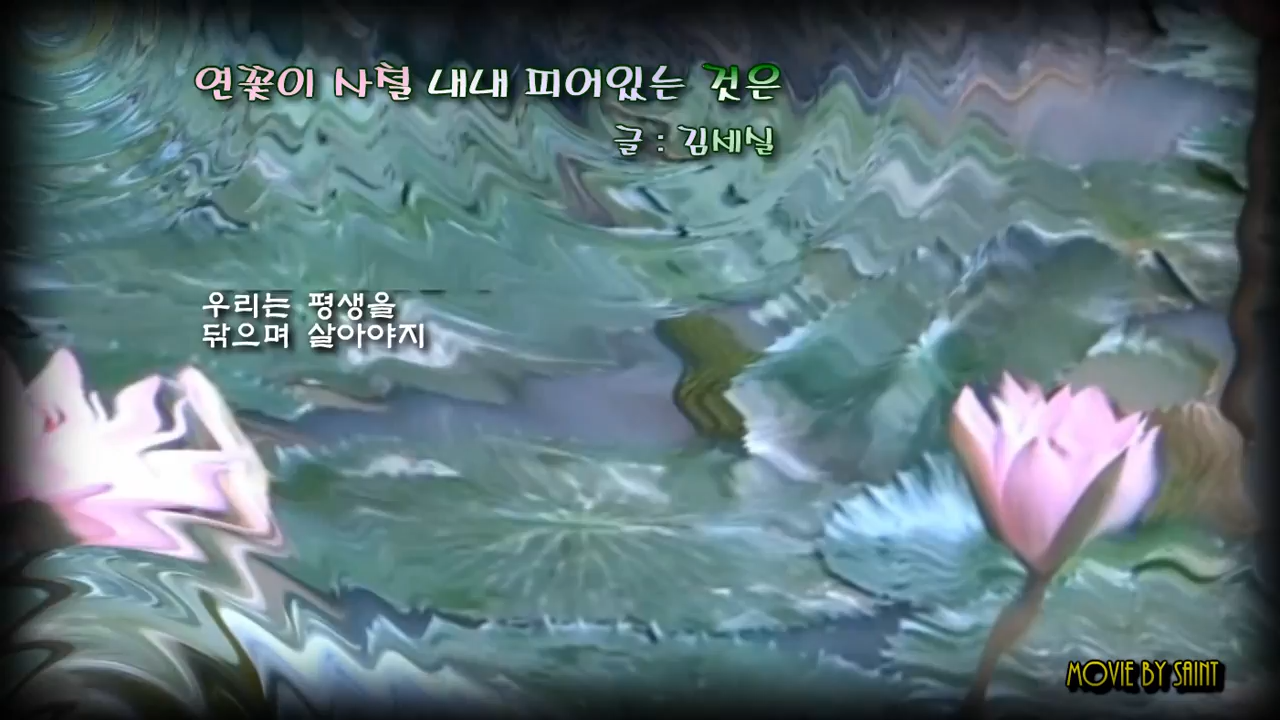 연꽃이 사철 내내 피어있는 것은
글 : 김세실
우리는 평생을
닦으며 살아야지
MOVIE BY SAINT